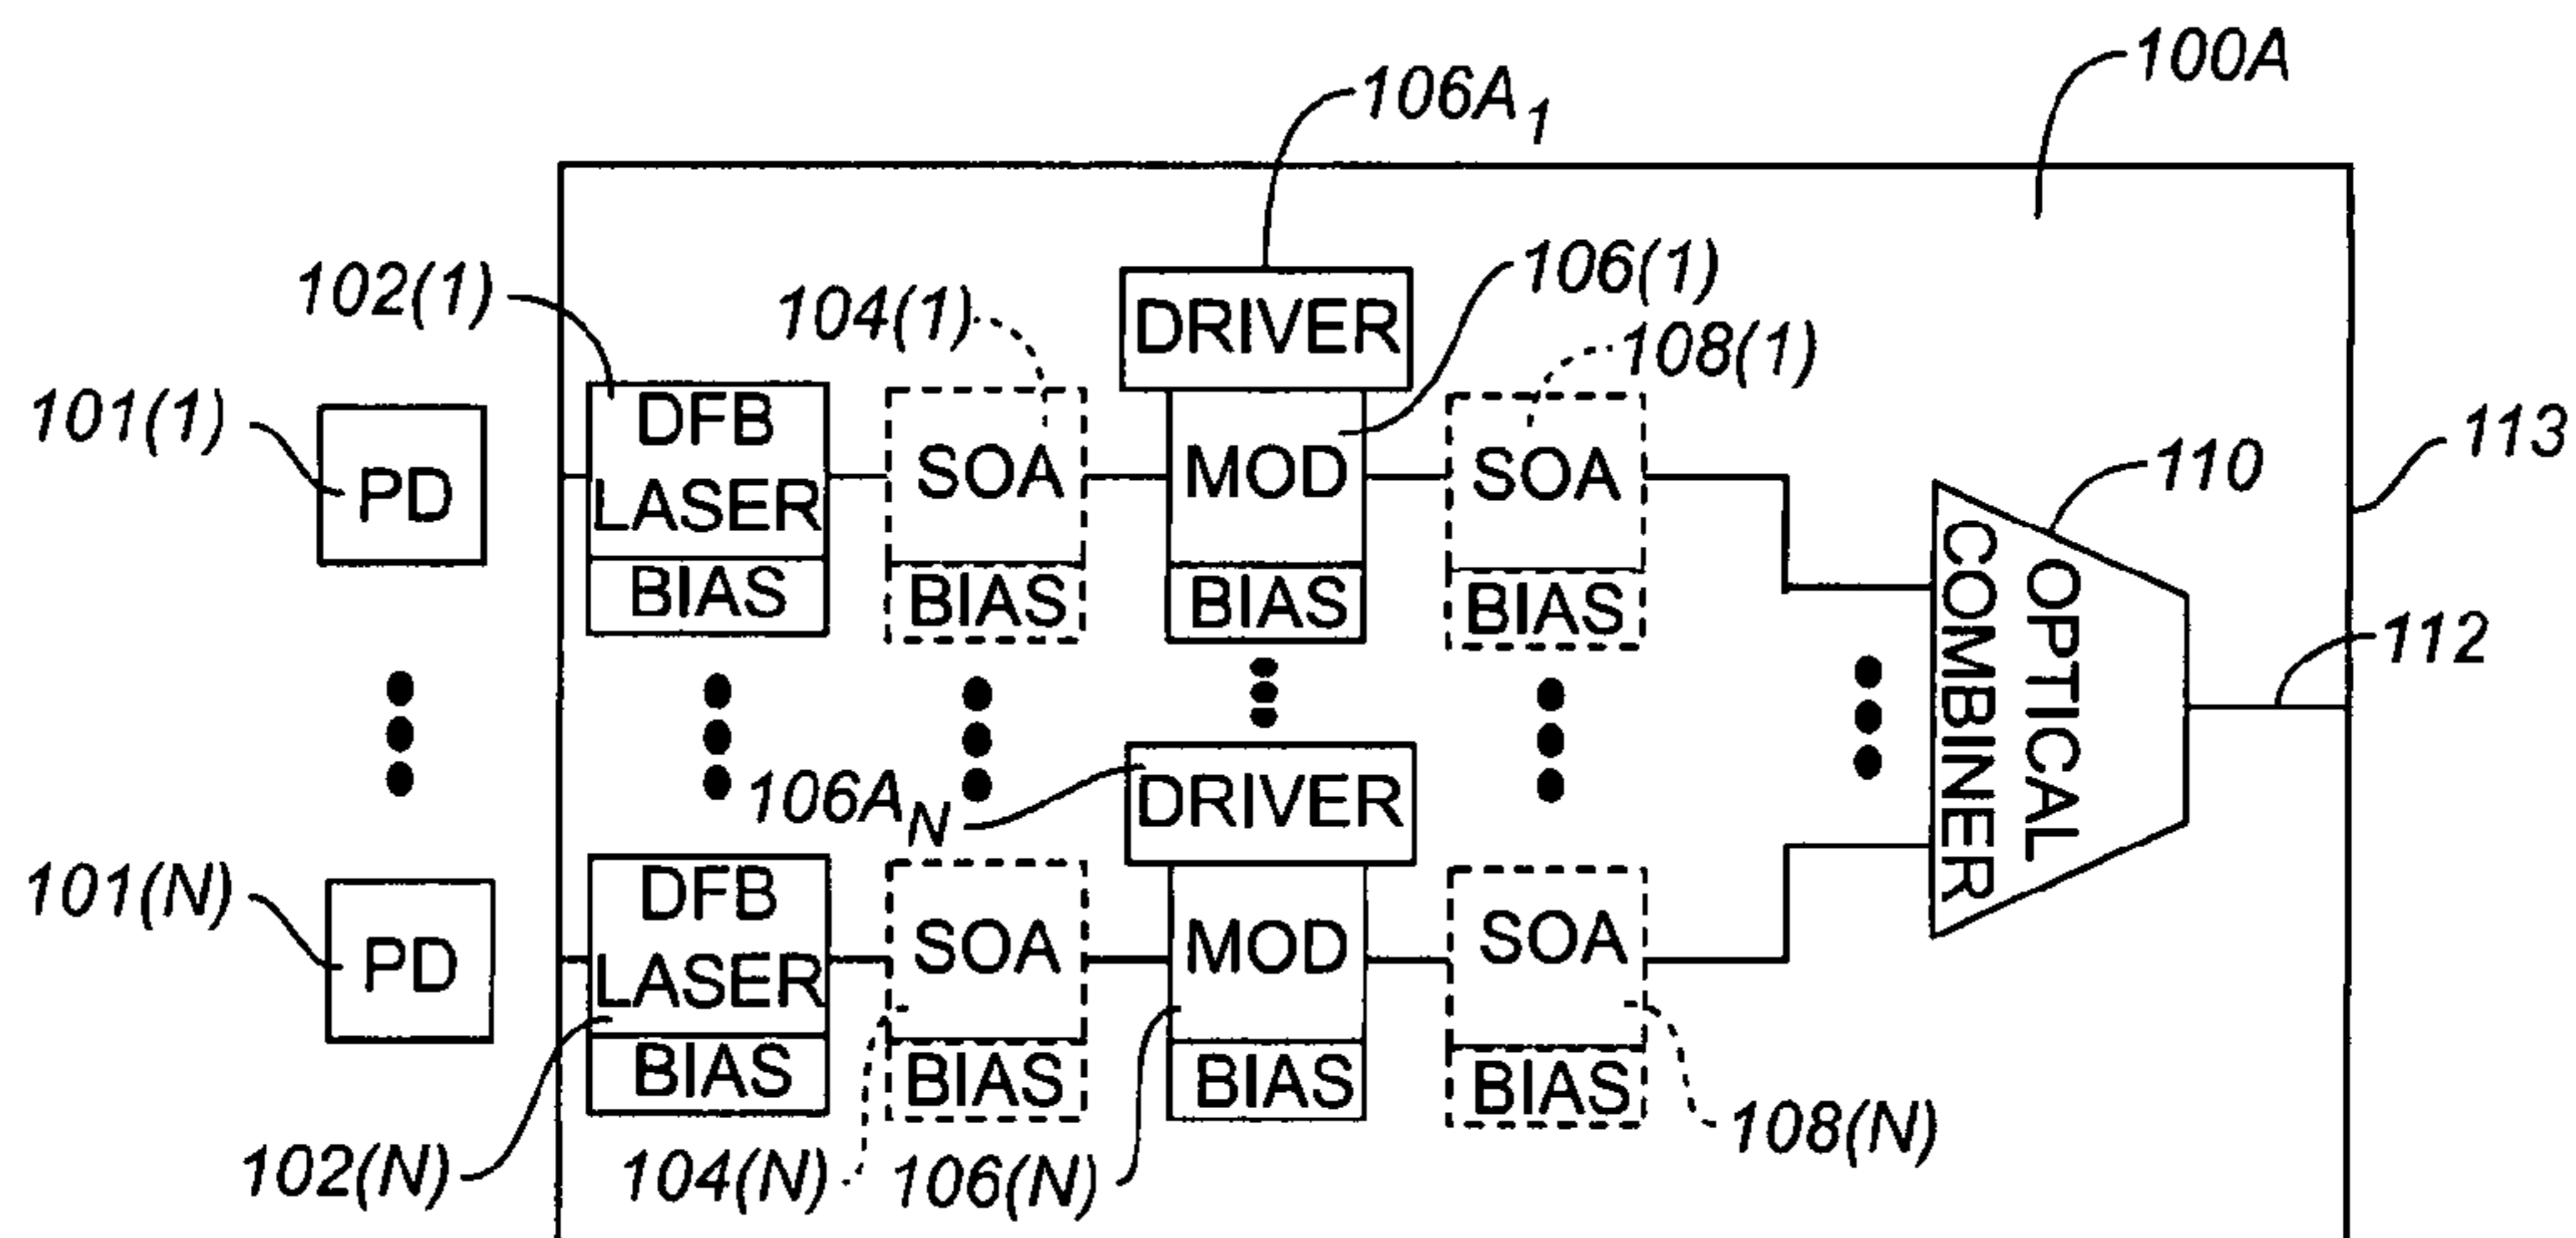 100A
106A1
102(1)
104(1)
DRIVER
106(1)
108(1)
101(1)
PD
DFB
LASER
BIAS
SOA
BIAS
MOD
BIAS
SOA
BIAS
110
113
OPTICAL
COMBINER
112
106AN
DRIVER
101(N)
PD
DFB
LASER
BIAS
SOA
BIAS
MOD
BIAS
SOA
BIAS
102(N)
104(N)
106(N)
108(N)